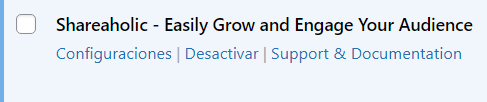 Shareaholic - Easily Grow and Engage Your Audience
Configuraciones | Desactivar | Support & Documentation